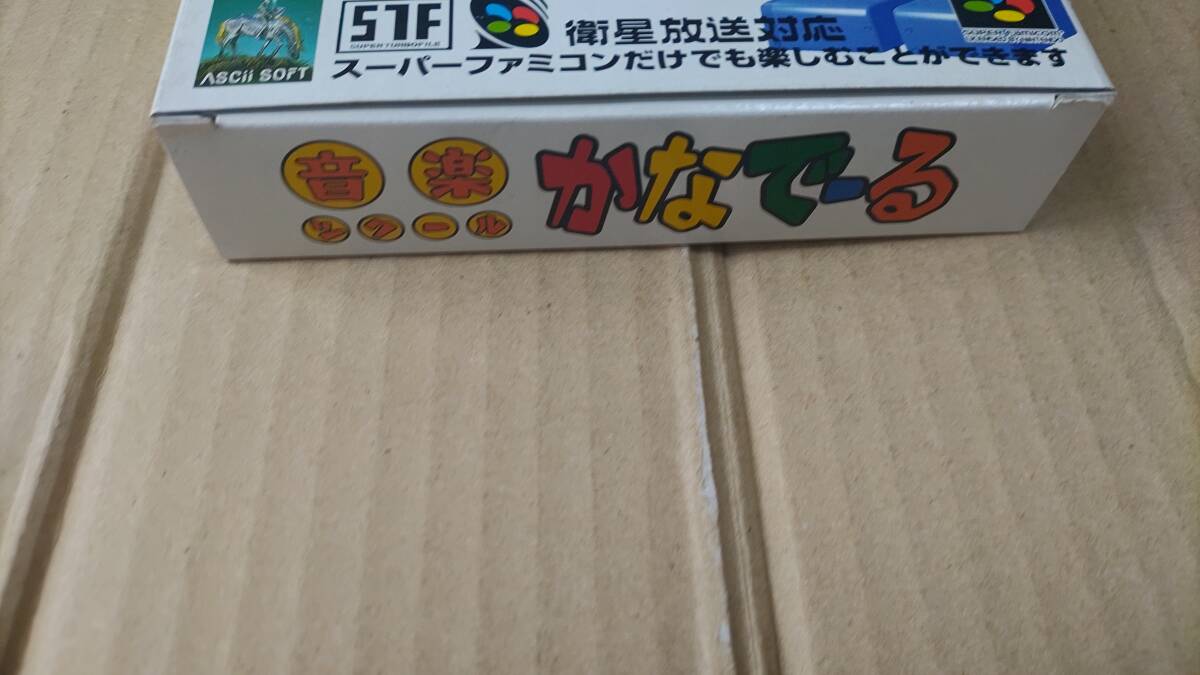 STF
SUPER TURBOFILE
衛星放送対応
ASCII SOFT
スーパーファミコンだけでも楽しむことができます
音楽
ツクール
かなでーる